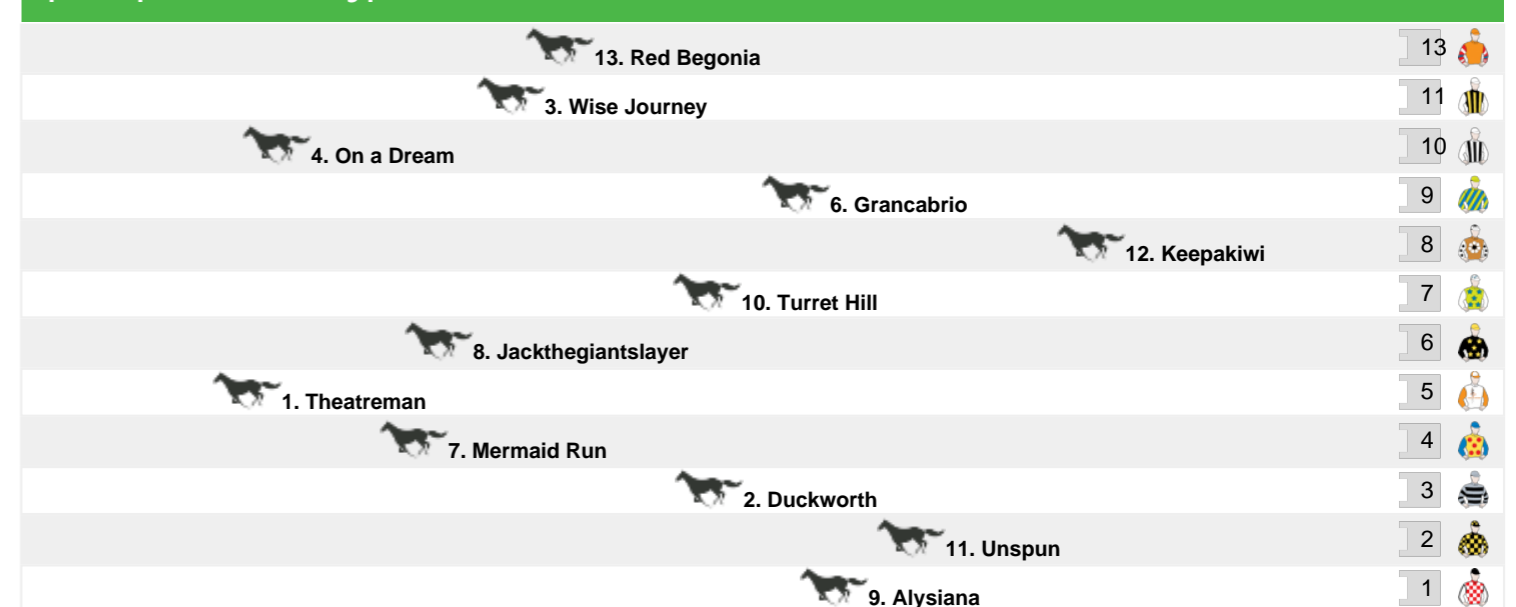 13. Red Begonia 13
3. Wise Journey 11
4. On a Dream 10
6. Grancabrio 9
12. Keepakiwi 8
10. Turret Hill 7
8. Jackthegiantslayer 6
1. Theatreman 5
7. Mermaid Run 4
2. Duckworth 3
11. Unspun 2
9. Alysiana 1